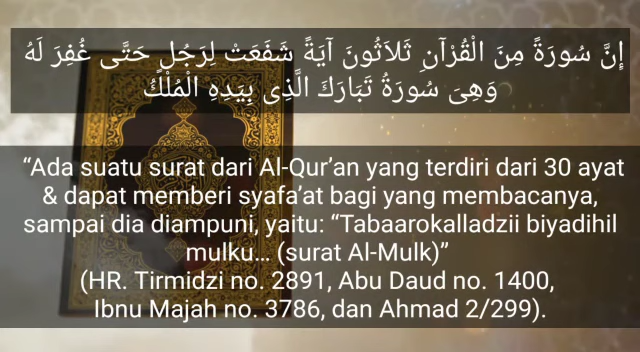 إِنَّ سُورَةً مِنَ الْقُرْآنِ ثَلاَثُونَ آيَةً شَفَعَتْ لِرَجُلٍ حَتَّى غُفِرَ لَهُ
وَهِىَ سُورَةُ تَبَارَكَ الَّذِى بِيَدِهِ الْمُلْكُ
“Ada suatu surat dari Al-Qur’an yang terdiri dari 30 ayat
& dapat memberi syafa’at bagi yang membacanya,
sampai dia diampuni, yaitu: “Tabaarokalladzii biyadihil
mulku… (surat Al-Mulk)”
(HR. Tirmidzi no. 2891, Abu Daud no. 1400,
Ibnu Majah no. 3786, dan Ahmad 2/299).